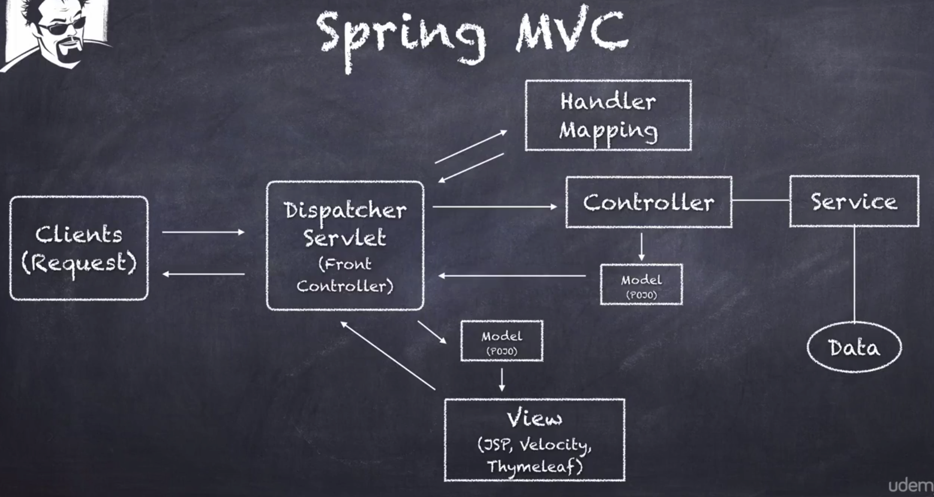 Spring MVC
Handler
Mapping
Clients
(Request)
Dispatcher
Servlet
(Front
Controller)
Controller
Service
Model
(POJO)
Model
(POJO)
Data
View
(JSP, Velocity,
Thymeleaf)
udem